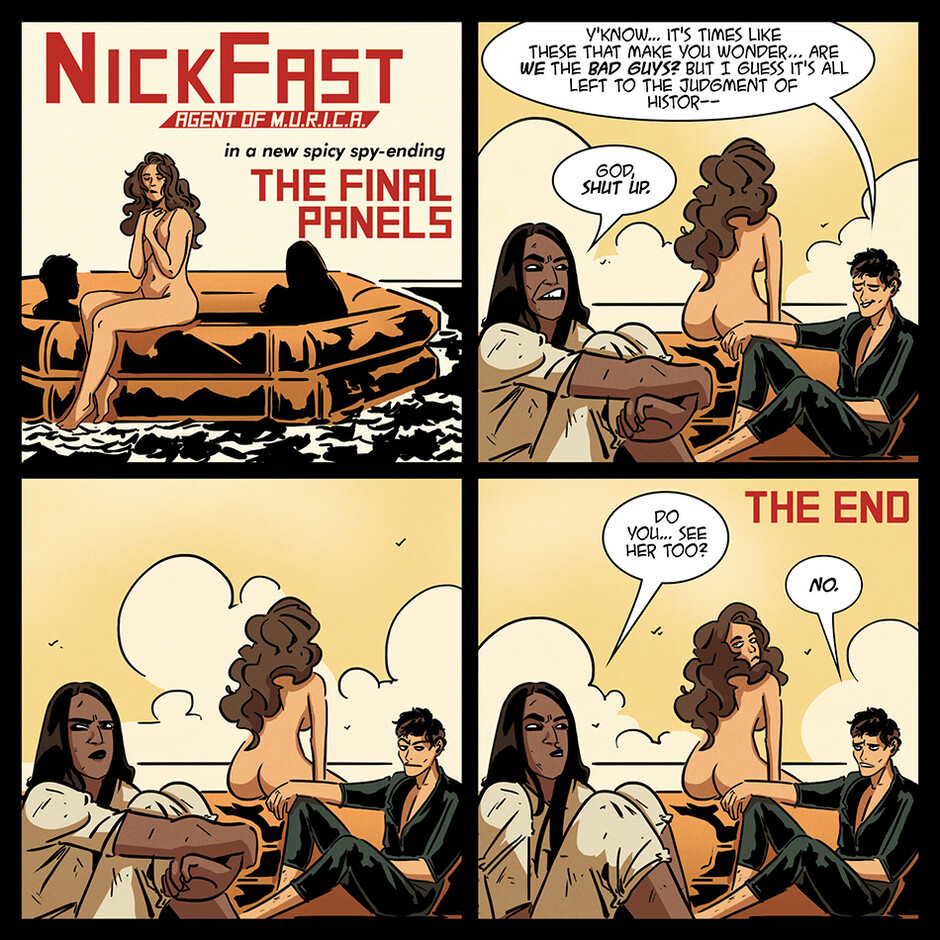 NICKFAST
AGENT OF M.U.R.I.C.A.
in a new spicy spy-ending
THE FINAL
PANELS
Y'KNOW... IT'S TIMES LIKE
THESE THAT MAKE YOU WONDER... ARE
WE THE BAD GUYS? BUT I GUESS IT'S ALL
LEFT TO THE JUDGMENT OF
HISTOR--
GOD,
SHUT UP.
THE END
DO
YOU... SEE
HER TOO?
NO.